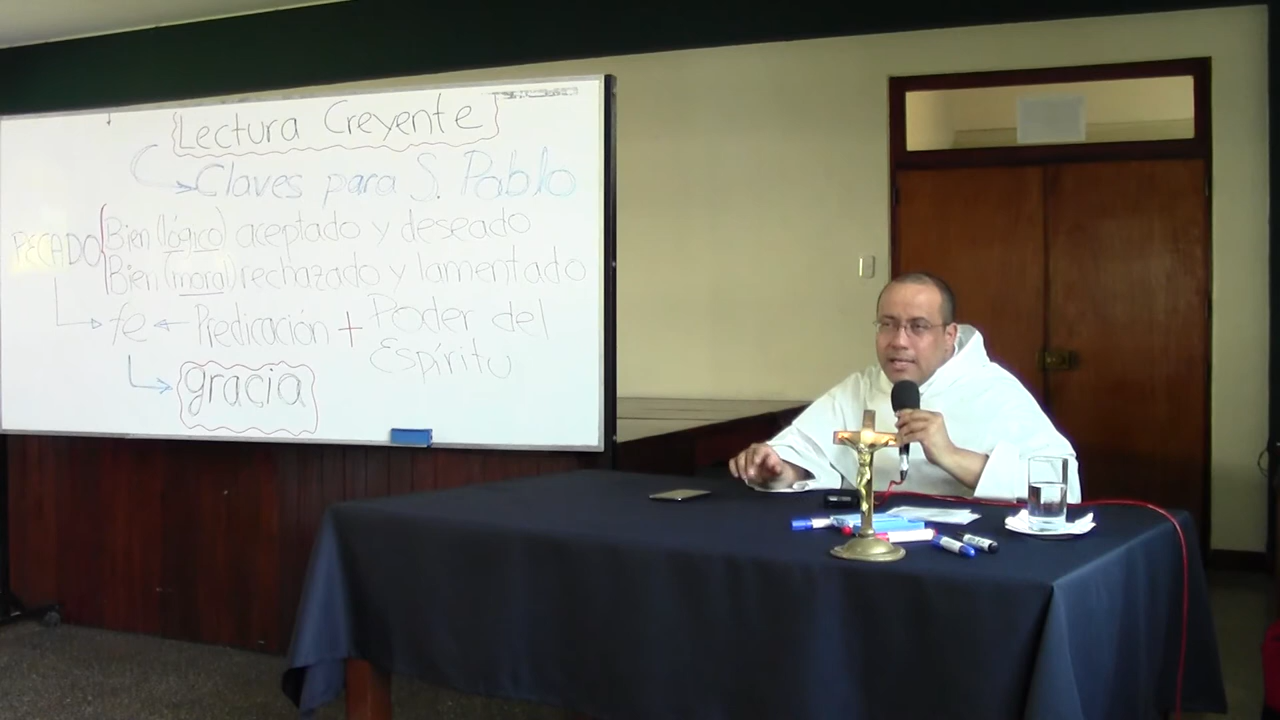 Lectura Creyente
Claves para S. Pablo
PECADO
Bien (lógico) aceptado y deseado
Bien (moral) rechazado y lamentado
fe ← Predicación + Poder del
Espíritu
gracia